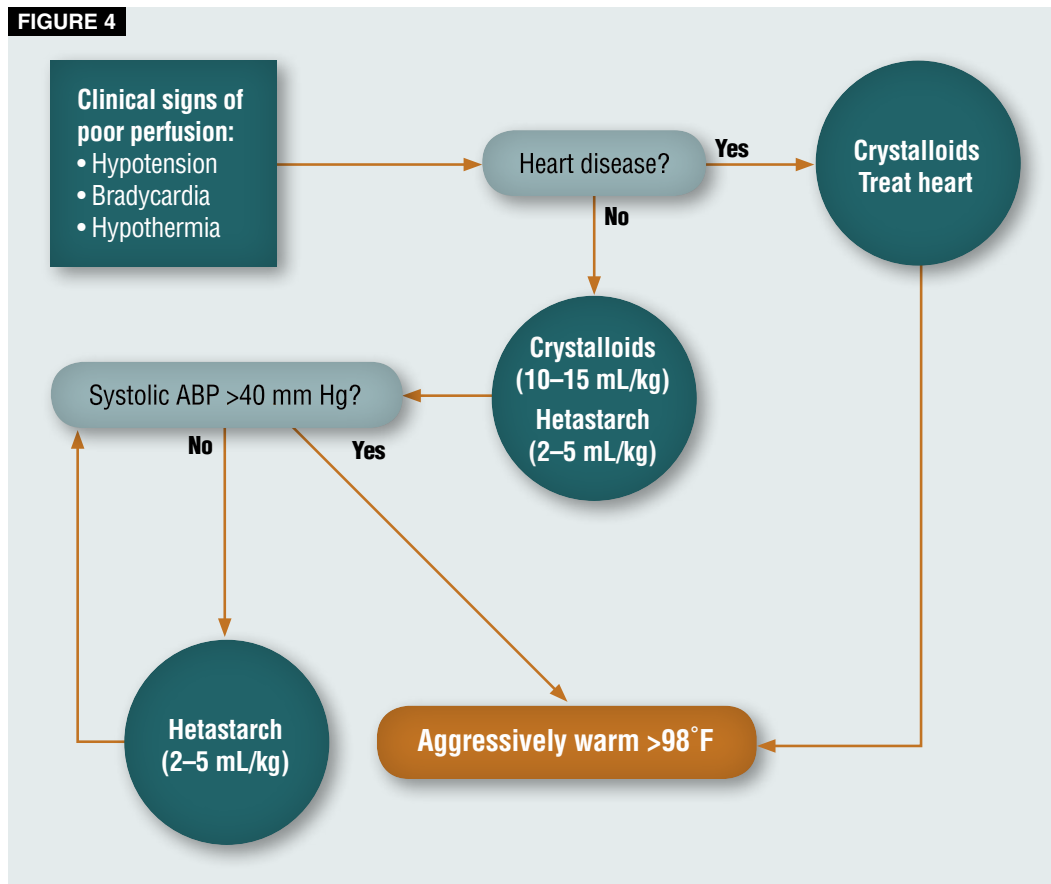 FIGURE 4
Clinical signs of
poor perfusion:
• Hypotension
• Bradycardia
• Hypothermia
Heart disease?
Yes
Crystalloids
Treat heart
No
Crystalloids
(10–15 mL/kg)
Hetastarch
(2–5 mL/kg)
Systolic ABP >40 mm Hg?
No
Yes
Hetastarch
(2–5 mL/kg)
Aggressively warm >98˚F